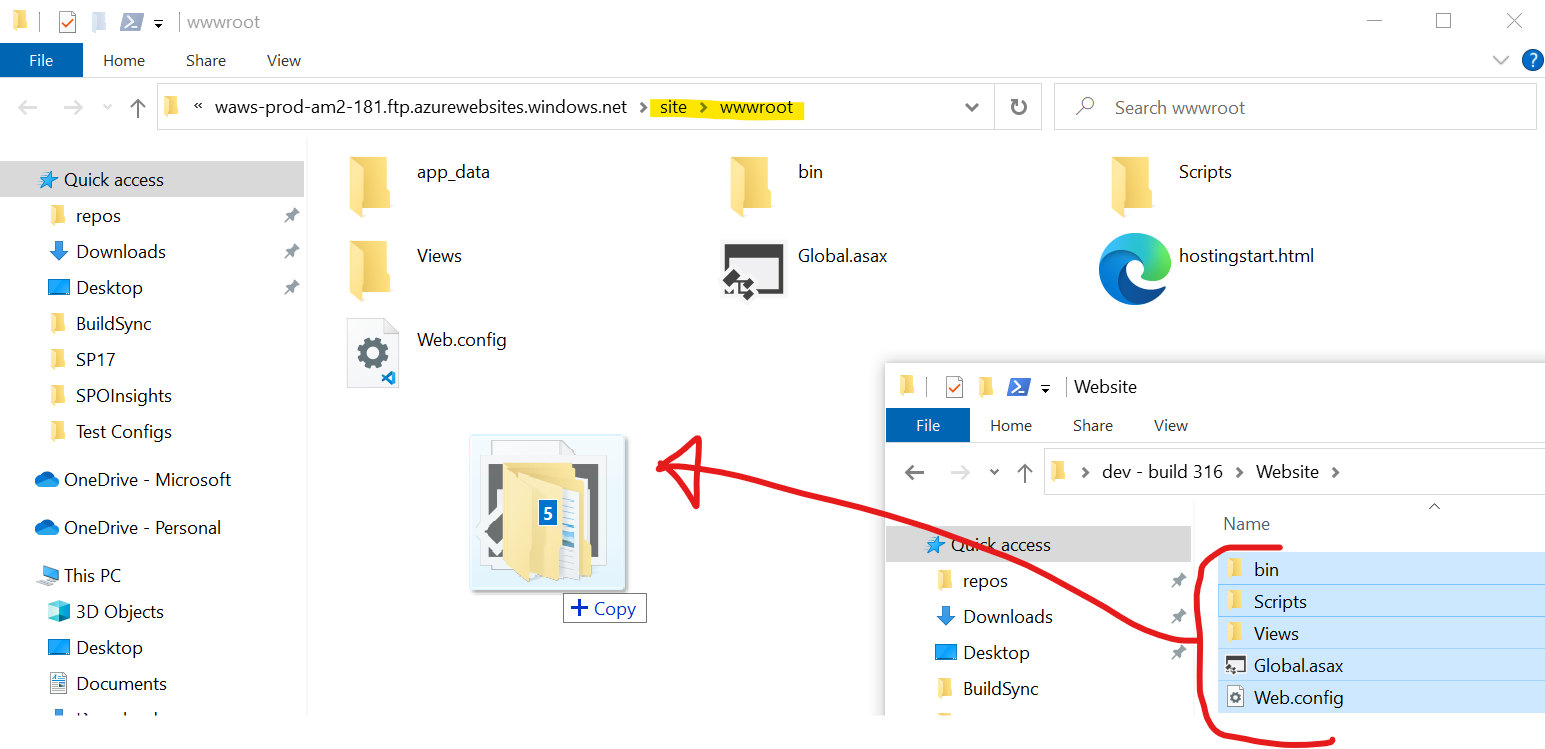 wwwroot
File Home Share View
« waws-prod-am2-181.ftp.azurewebsites.windows.net > site > wwwroot
Search wwwroot
Quick access
repos
Downloads
Desktop
BuildSync
SP17
SPOInsights
Test Configs
OneDrive - Microsoft
OneDrive - Personal
This PC
3D Objects
Desktop
Documents
app_data
bin
Scripts
Views
Global.asax
hostingstart.html
Web.config
5
+ Copy
Website
File Home Share View
> dev - build 316 > Website >
Quick access
repos
Downloads
Desktop
BuildSync
Name
bin
Scripts
Views
Global.asax
Web.config